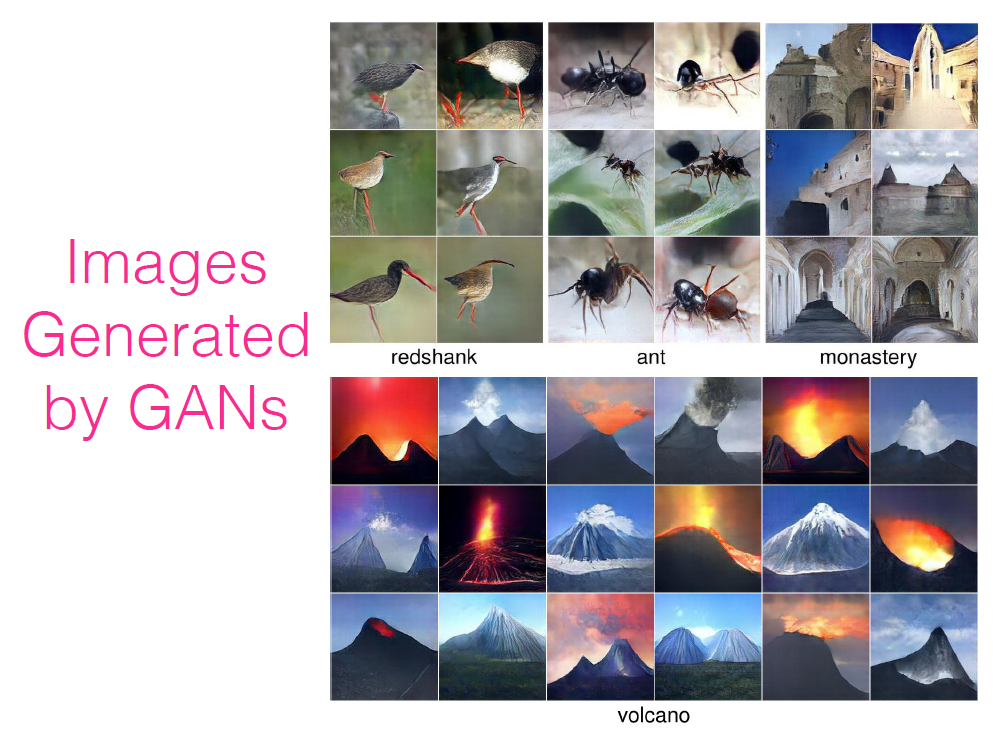 Images
Generated
by GANs
redshank
ant
monastery
volcano